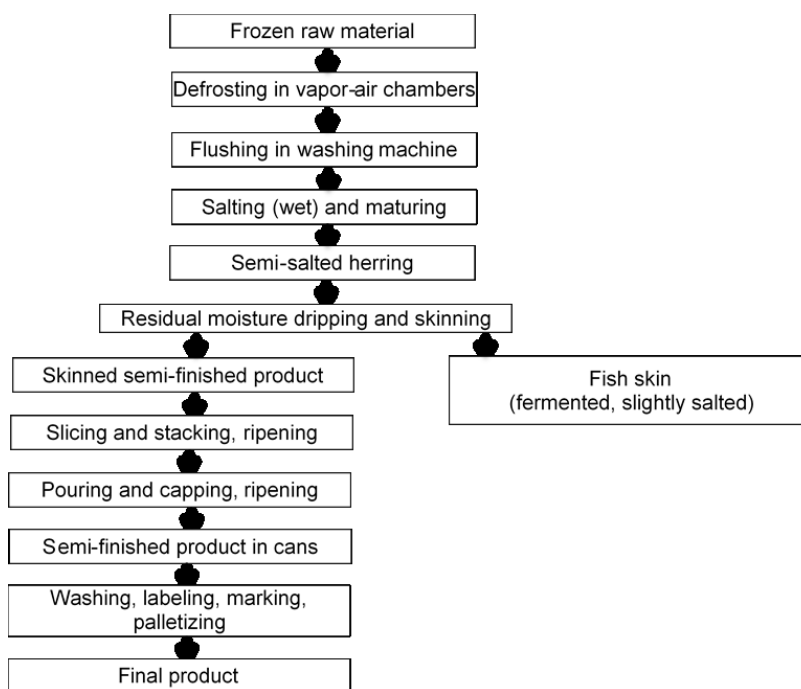 Frozen raw material
Defrosting in vapor-air chambers
Flushing in washing machine
Salting (wet) and maturing
Semi-salted herring
Residual moisture dripping and skinning
Skinned semi-finished product
Fish skin
(fermented, slightly salted)
Slicing and stacking, ripening
Pouring and capping, ripening
Semi-finished product in cans
Washing, labeling, marking,
palletizing
Final product